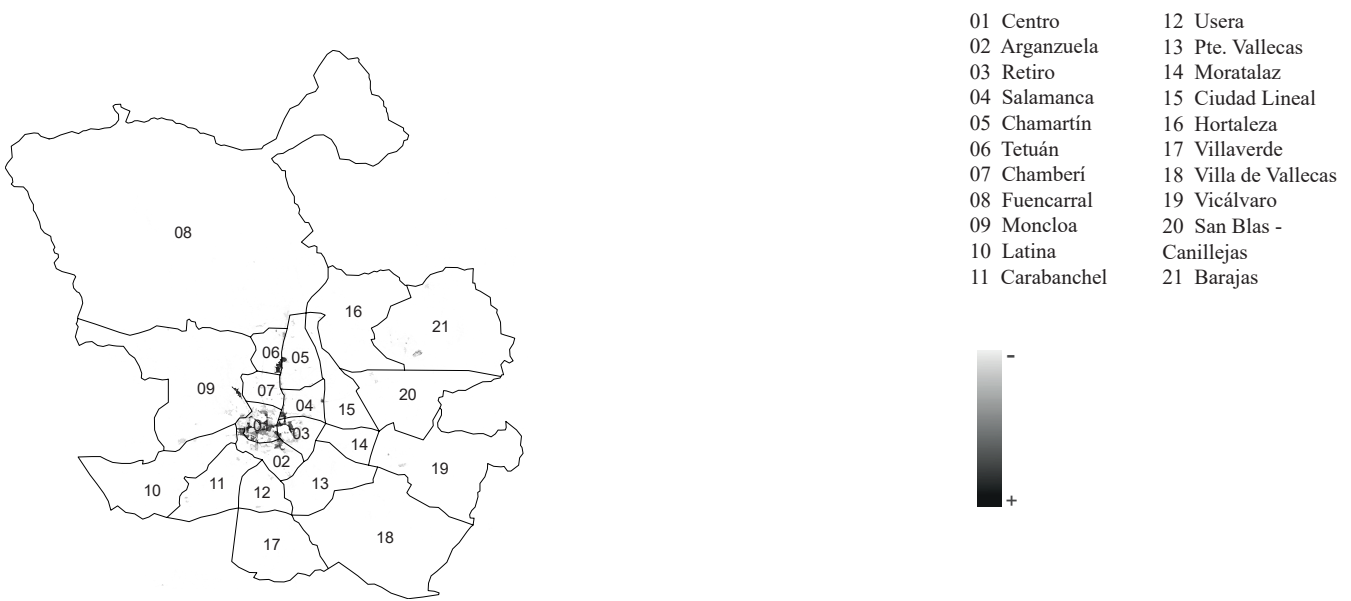 01 Centro
02 Arganzuela
03 Retiro
04 Salamanca
05 Chamartín
06 Tetuán
07 Chamberí
08 Fuencarral
09 Moncloa
10 Latina
11 Carabanchel
12 Usera
13 Pte. Vallecas
14 Moratalaz
15 Ciudad Lineal
16 Hortaleza
17 Villaverde
18 Villa de Vallecas
19 Vicálvaro
20 San Blas -
Canillejas
21 Barajas
08
16
21
06
05
09
07
20
04
15
01
03
14
02
19
11
13
10
12
18
17
-
+